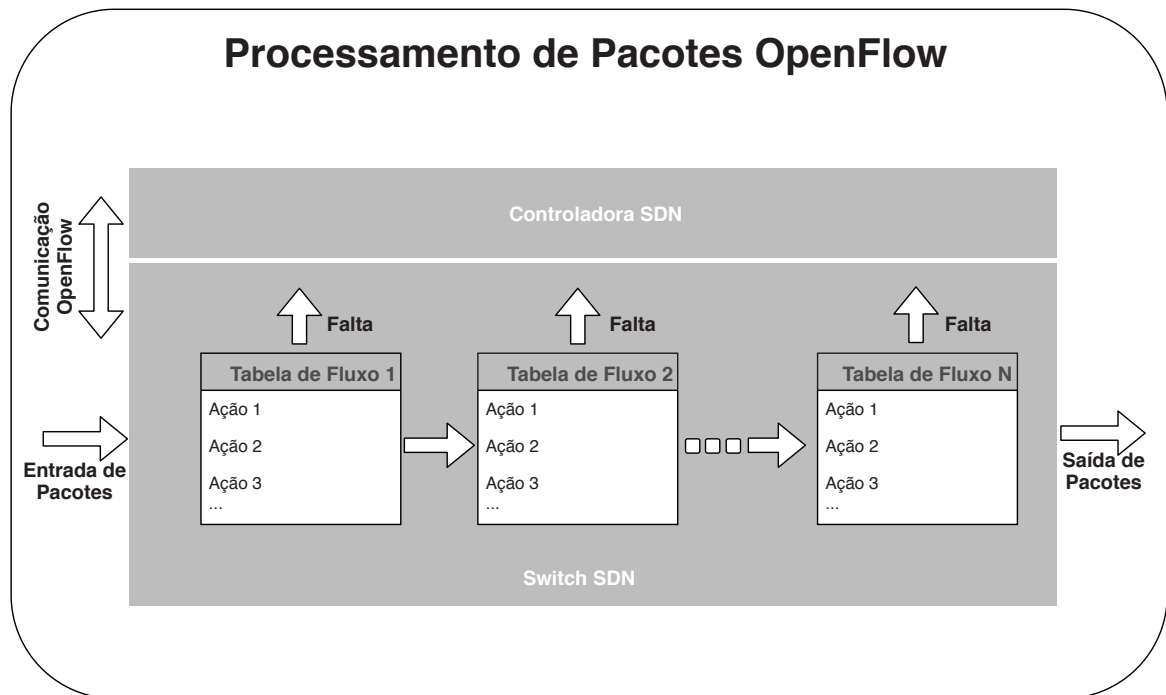 Processamento de Pacotes OpenFlow
Controladora SDN
Comunicação
OpenFlow
Falta
Falta
Falta
Tabela de Fluxo 1
Ação 1
Ação 2
Ação 3
...
Tabela de Fluxo 2
Ação 1
Ação 2
Ação 3
...
Tabela de Fluxo N
Ação 1
Ação 2
Ação 3
...
Entrada de
Pacotes
Saída de
Pacotes
Switch SDN